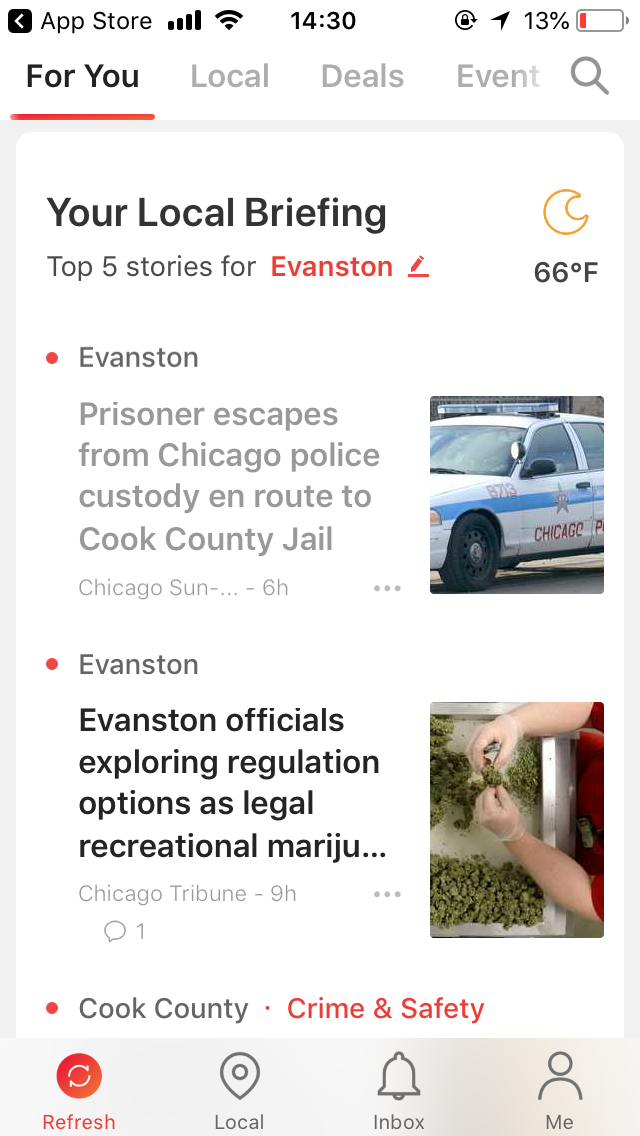 App Store 14:30 13%
For You Local Deals Event
Your Local Briefing
Top 5 stories for Evanston
66°F
Evanston
Prisoner escapes
from Chicago police
custody en route to
Cook County Jail
Chicago Sun-... - 6h
8713
CHICAGO P
Evanston
Evanston officials
exploring regulation
options as legal
recreational mariju...
Chicago Tribune - 9h
1
Cook County · Crime & Safety
Refresh Local Inbox Me